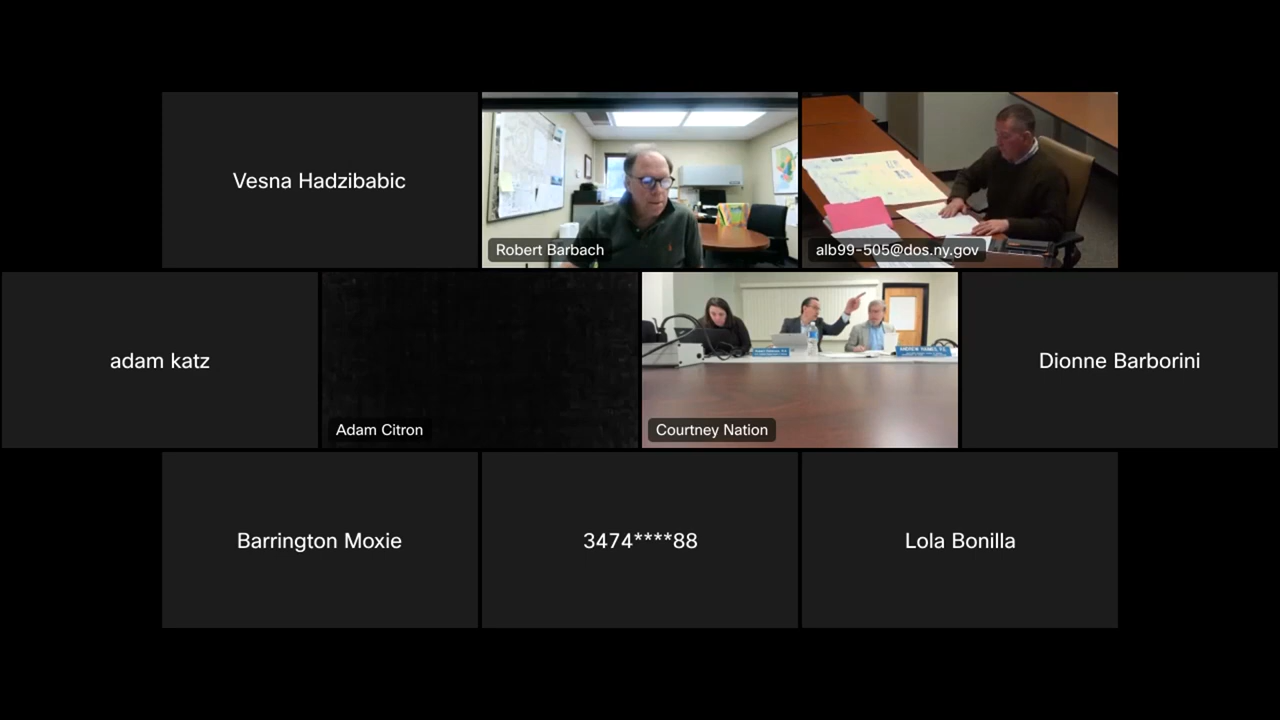 Vesna Hadzibabic
Robert Barbach
alb99-505@dos.ny.gov
adam katz
Adam Citron
Courtney Nation
Dionne Barborini
Barrington Moxie
3474****88
Lola Bonilla